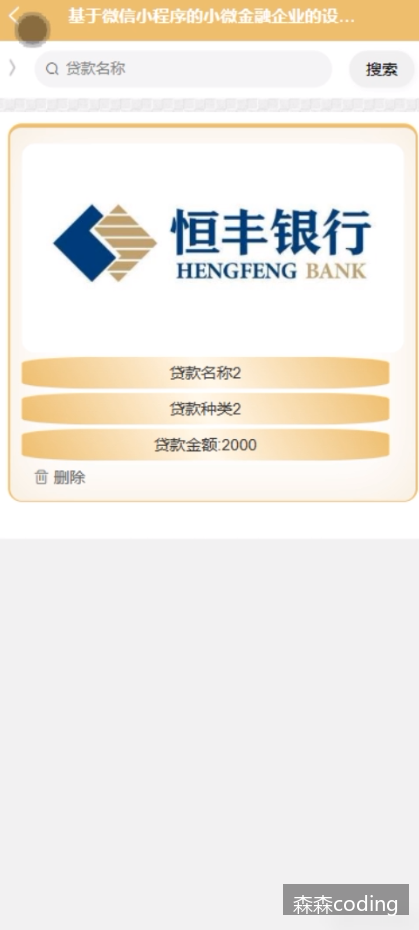 基于微信小程序的小微金融企业的设...
贷款名称
搜索
恒丰银行
HENGFENG BANK
贷款名称2
贷款种类2
贷款金额:2000
删除
森森coding